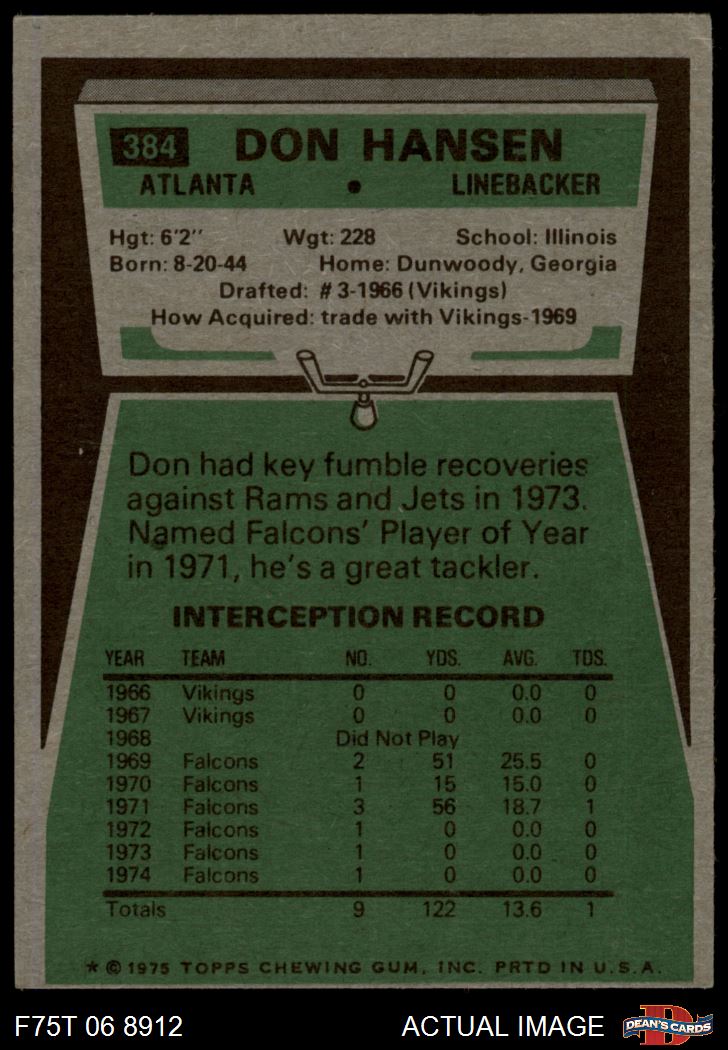 384 DON HANSEN
ATLANTA • LINEBACKER
Hgt: 6'2" Wgt: 228 School: Illinois
Born: 8-20-44 Home: Dunwoody, Georgia
Drafted: #3-1966 (Vikings)
How Acquired: trade with Vikings-1969
Don had key fumble recoveries
against Rams and Jets in 1973.
Named Falcons' Player of Year
in 1971, he's a great tackler.
INTERCEPTION RECORD
YEAR TEAM NO. YDS. AVG. TDS.
1966 Vikings 0 0 0.0 0
1967 Vikings 0 0 0.0 0
1968 Did Not Play
1969 Falcons 2 51 25.5 0
1970 Falcons 1 15 15.0 0
1971 Falcons 3 56 18.7 1
1972 Falcons 1 0 0.0 0
1973 Falcons 1 0 0.0 0
1974 Falcons 1 0 0.0 0
Totals 9 122 13.6 1
* © 1975 TOPPS CHEWING GUM, INC. PRTD IN U.S.A.
F75T 06 8912 ACTUAL IMAGE D DEAN'S CARDS